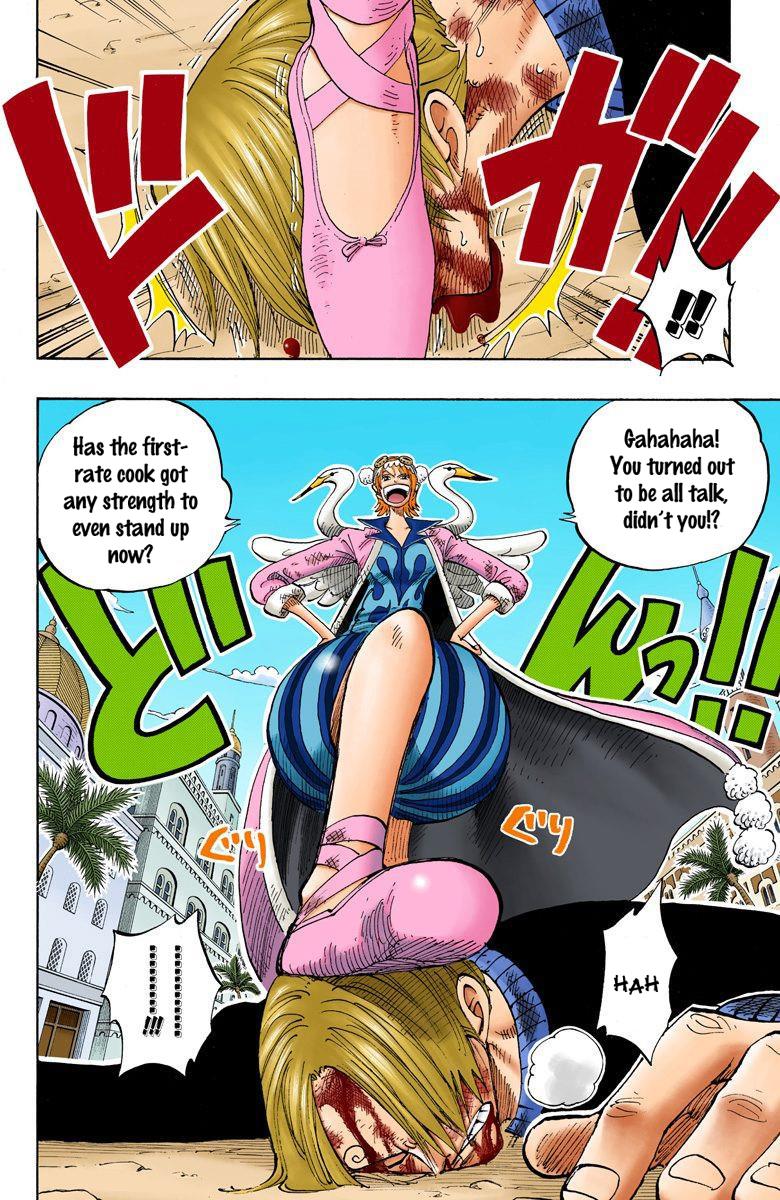 ドガッ
!!
Gahahaha!
You turned out
to be all talk,
didn't you!?
Has the first-
rate cook got
any strength to
even stand up
now?
どんっ!!
ぐり
ぐり
HAH
!!!